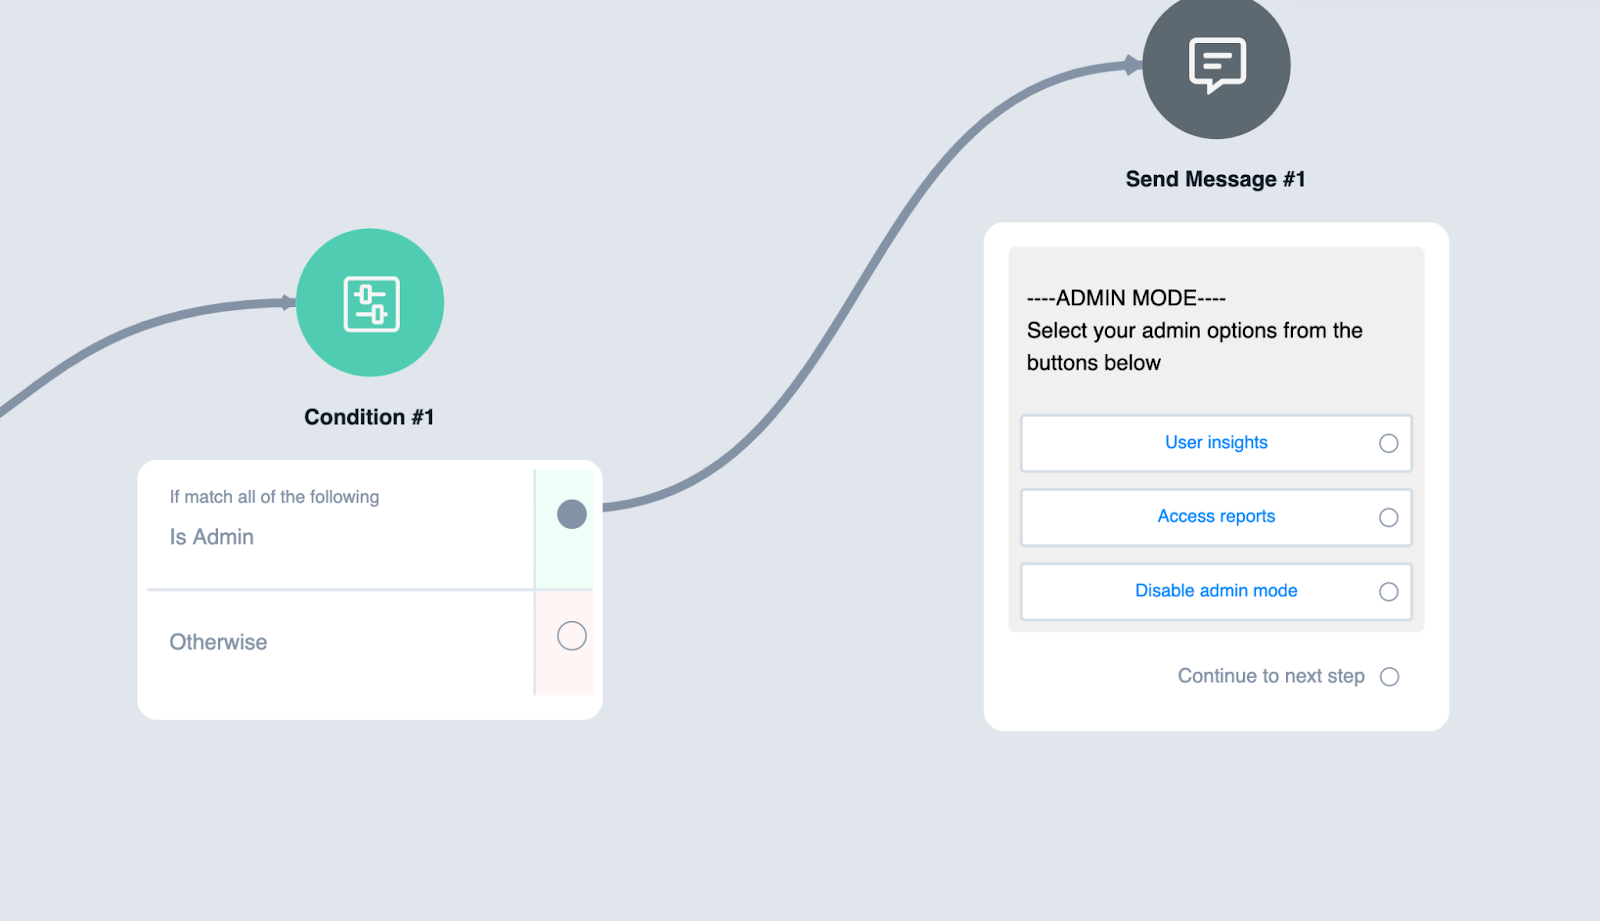 Condition #1
If match all of the following
Is Admin
Otherwise
Send Message #1
----ADMIN MODE----
Select your admin options from the
buttons below
User insights
Access reports
Disable admin mode
Continue to next step